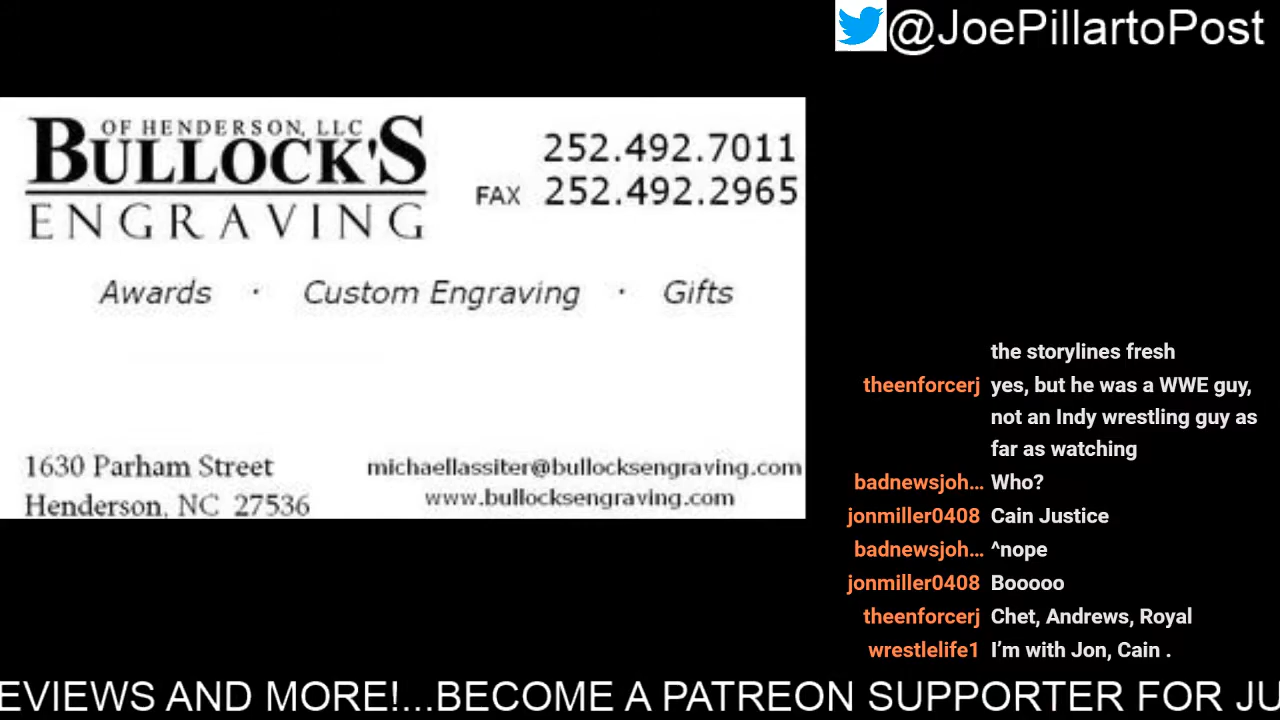 @JoePillartoPost
OF HENDERSON, LLC
BULLOCK'S
ENGRAVING
252.492.7011
FAX 252.492.2965
Awards · Custom Engraving · Gifts
1630 Parham Street
Henderson, NC 27536
michaellassiter@bullocksengraving.com
www.bullocksengraving.com
the storylines fresh
theenforcerj yes, but he was a WWE guy,
not an Indy wrestling guy as
far as watching
badnewsjoh... Who?
jonmiller0408 Cain Justice
badnewsjoh... ^nope
jonmiller0408 Booooo
theenforcerj Chet, Andrews, Royal
wrestlelife1 I'm with Jon, Cain .
EVIEWS AND MORE!...BECOME A PATREON SUPPORTER FOR JU